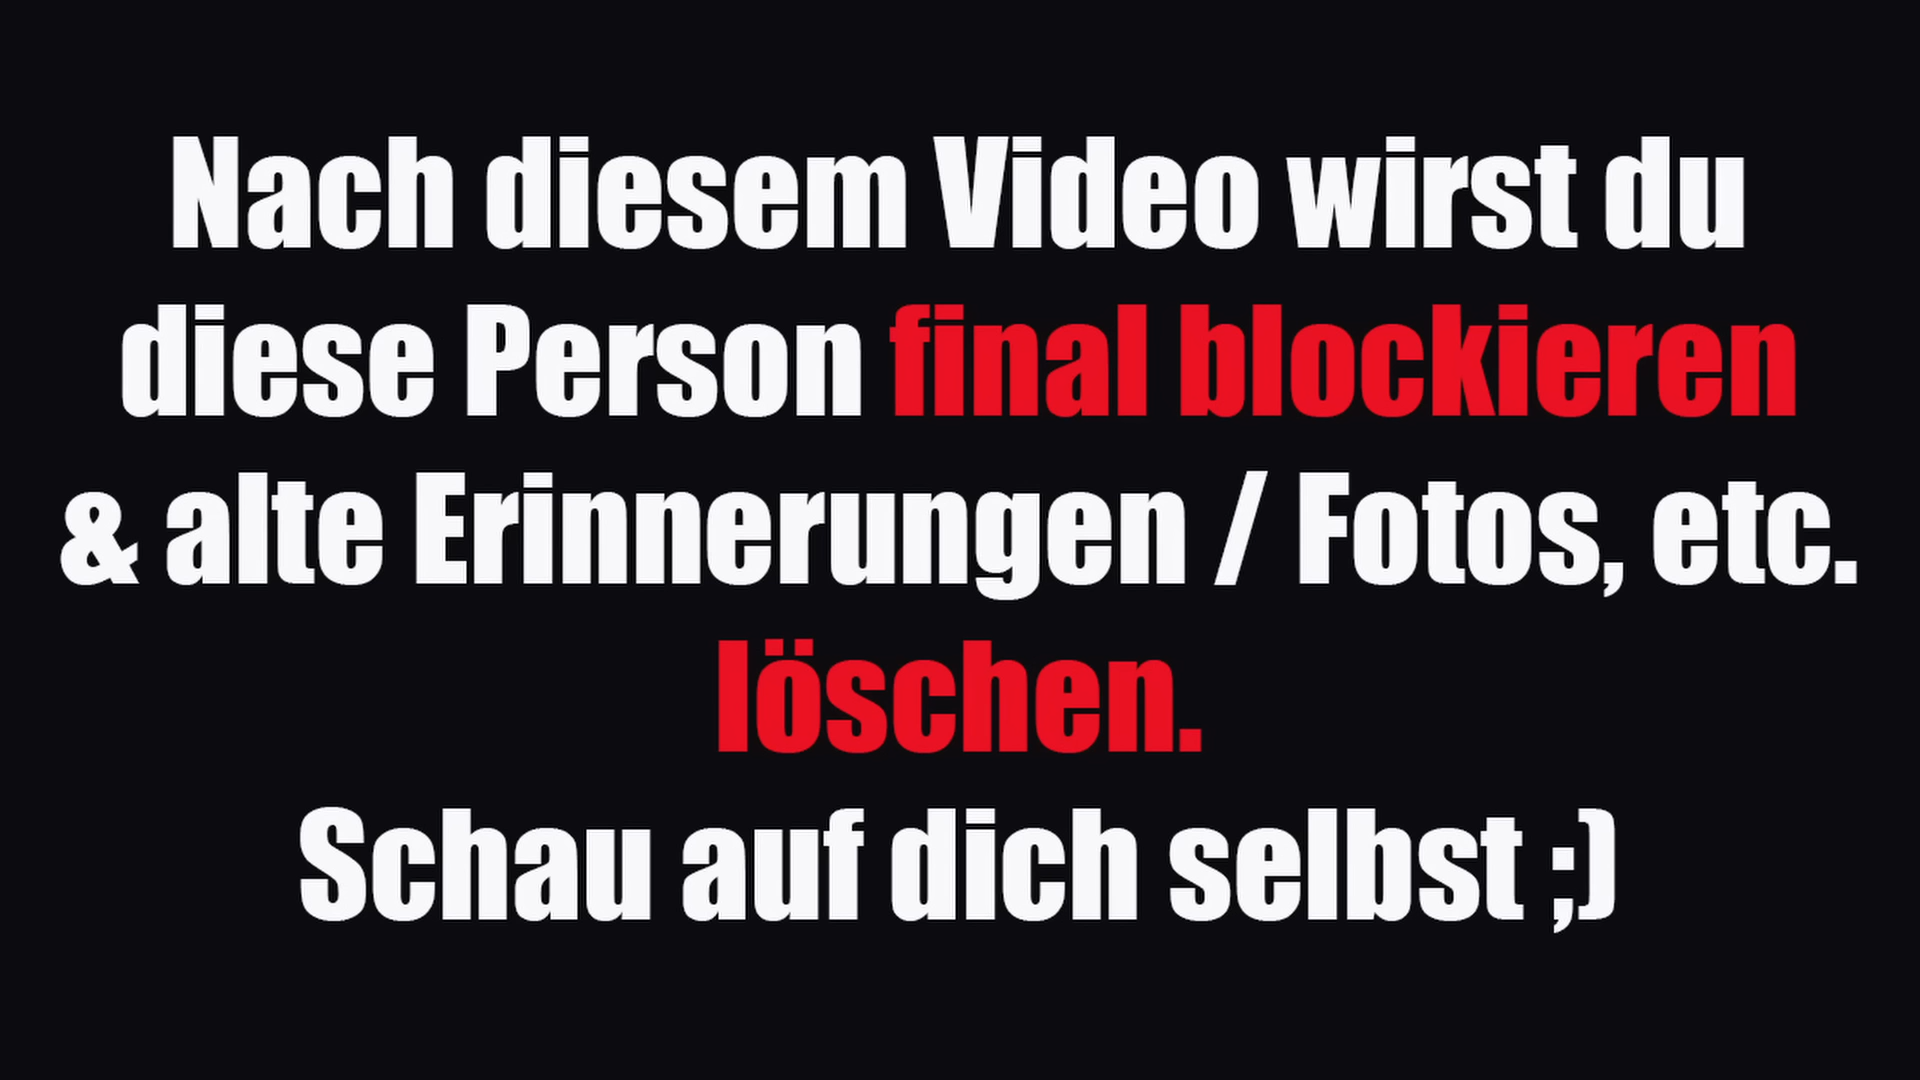 Nach diesem Video wirst du
diese Person final blockieren
& alte Erinnerungen / Fotos, etc.
löschen.
Schau auf dich selbst ;)